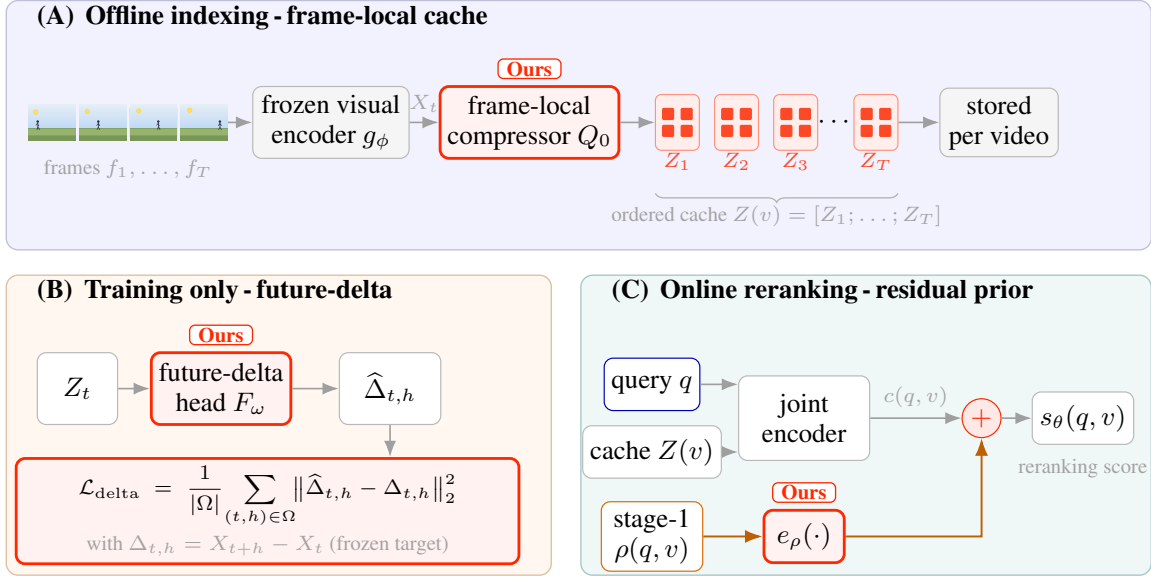 (A) Offline indexing - frame-local cache
Ours
frames f_1, . . . , f_T
frozen visual
encoder g_ϕ
X_t
frame-local
compressor Q_0
Z_1
Z_2
Z_3
· · ·
Z_T
stored
per video
ordered cache Z(v) = [Z_1; . . . ; Z_T]
(B) Training only - future-delta
Ours
Z_t
future-delta
head F_ω
Δ̂_{t,h}
L_delta = 1/|Ω| ∑_{(t,h)∈Ω} ‖Δ̂_{t,h} − Δ_{t,h}‖_2^2
with Δ_{t,h} = X_{t+h} − X_t (frozen target)
(C) Online reranking - residual prior
query q
cache Z(v)
joint
encoder
c(q, v)
+
s_θ(q, v)
reranking score
Ours
stage-1
ρ(q, v)
e_ρ(·)